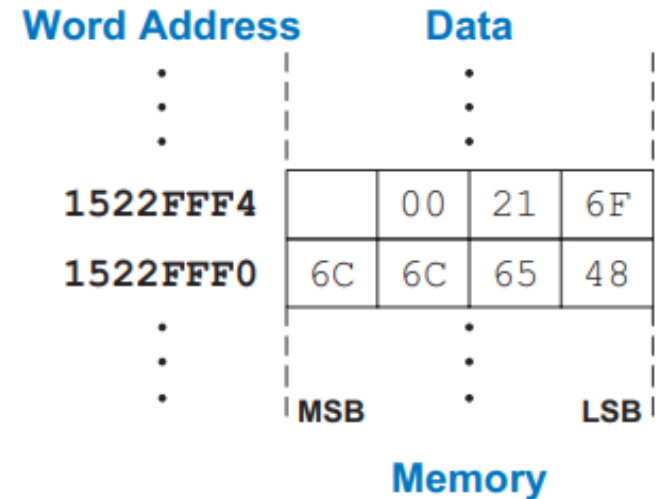 Word Address Data
1522FFF4 00 21 6F
1522FFF0 6C 6C 65 48
MSB LSB
Memory